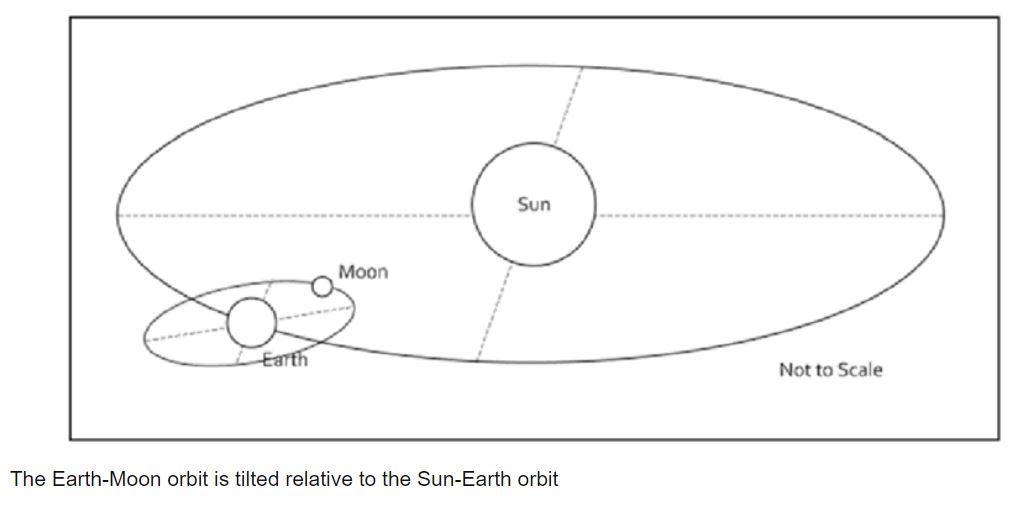 Sun
Moon
Earth
Not to Scale
The Earth-Moon orbit is tilted relative to the Sun-Earth orbit